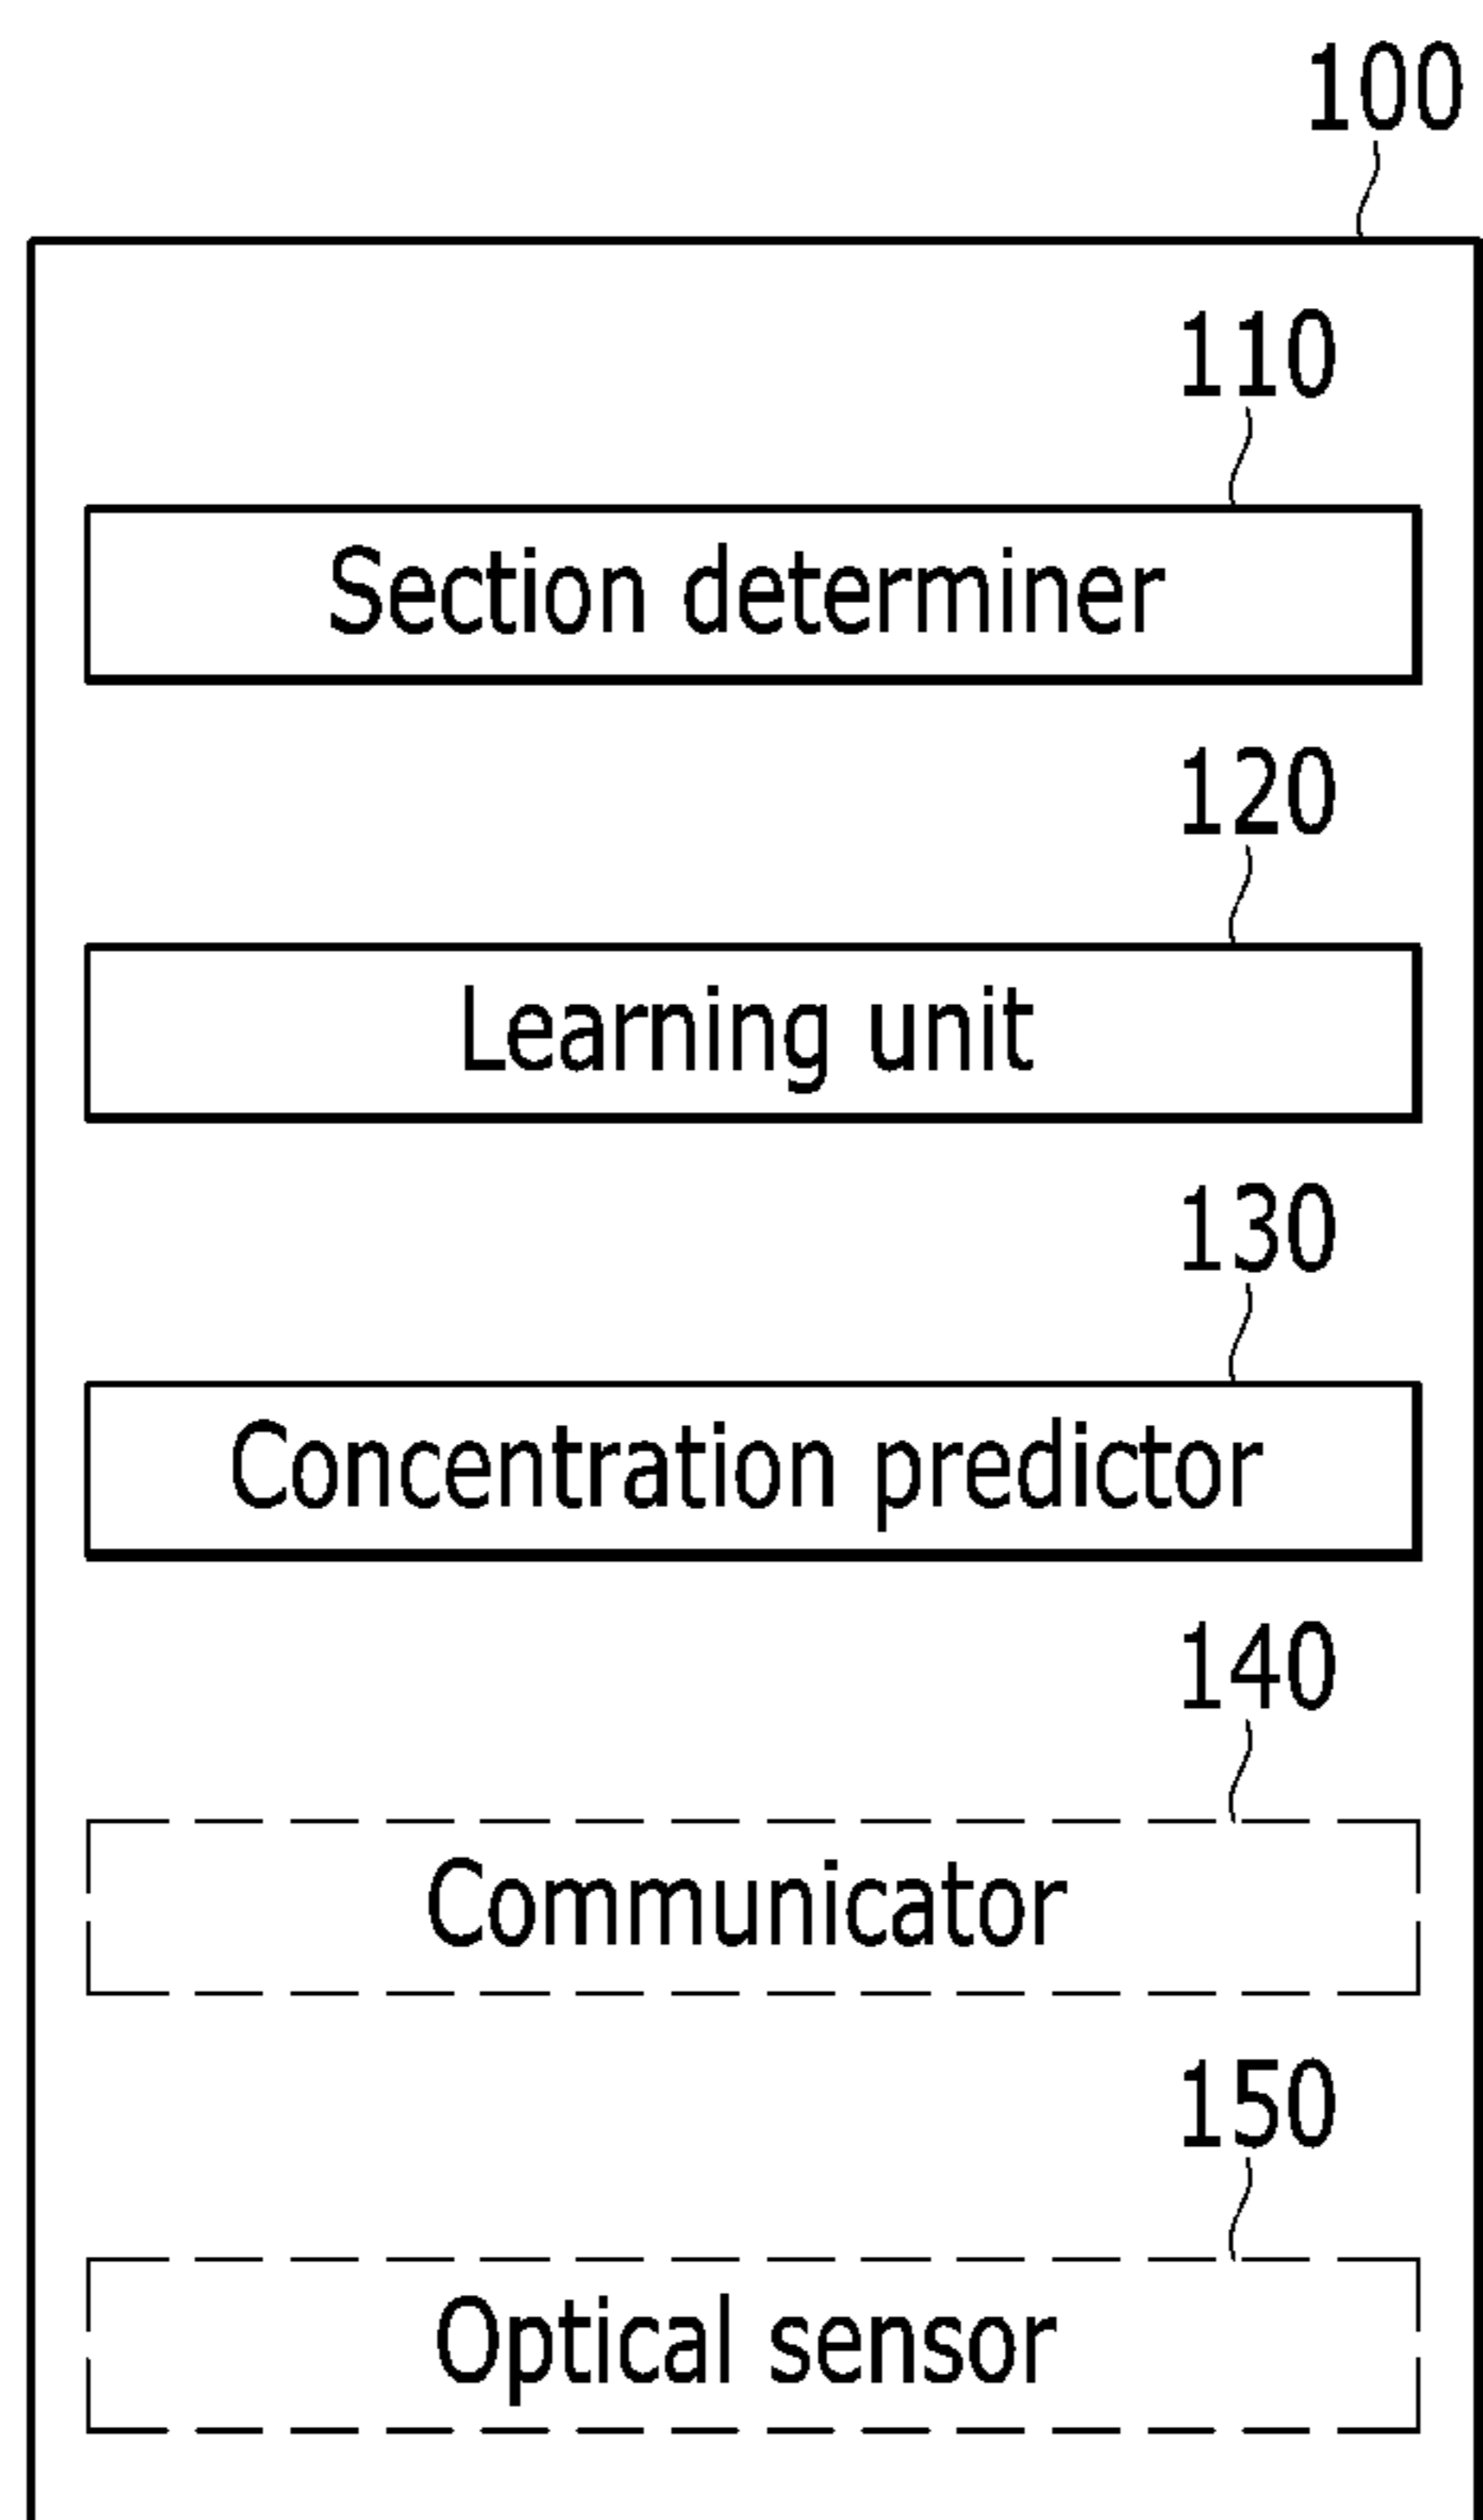 100
110
Section determiner
120
Learning unit
130
Concentration predictor
140
Communicator
150
Optical sensor